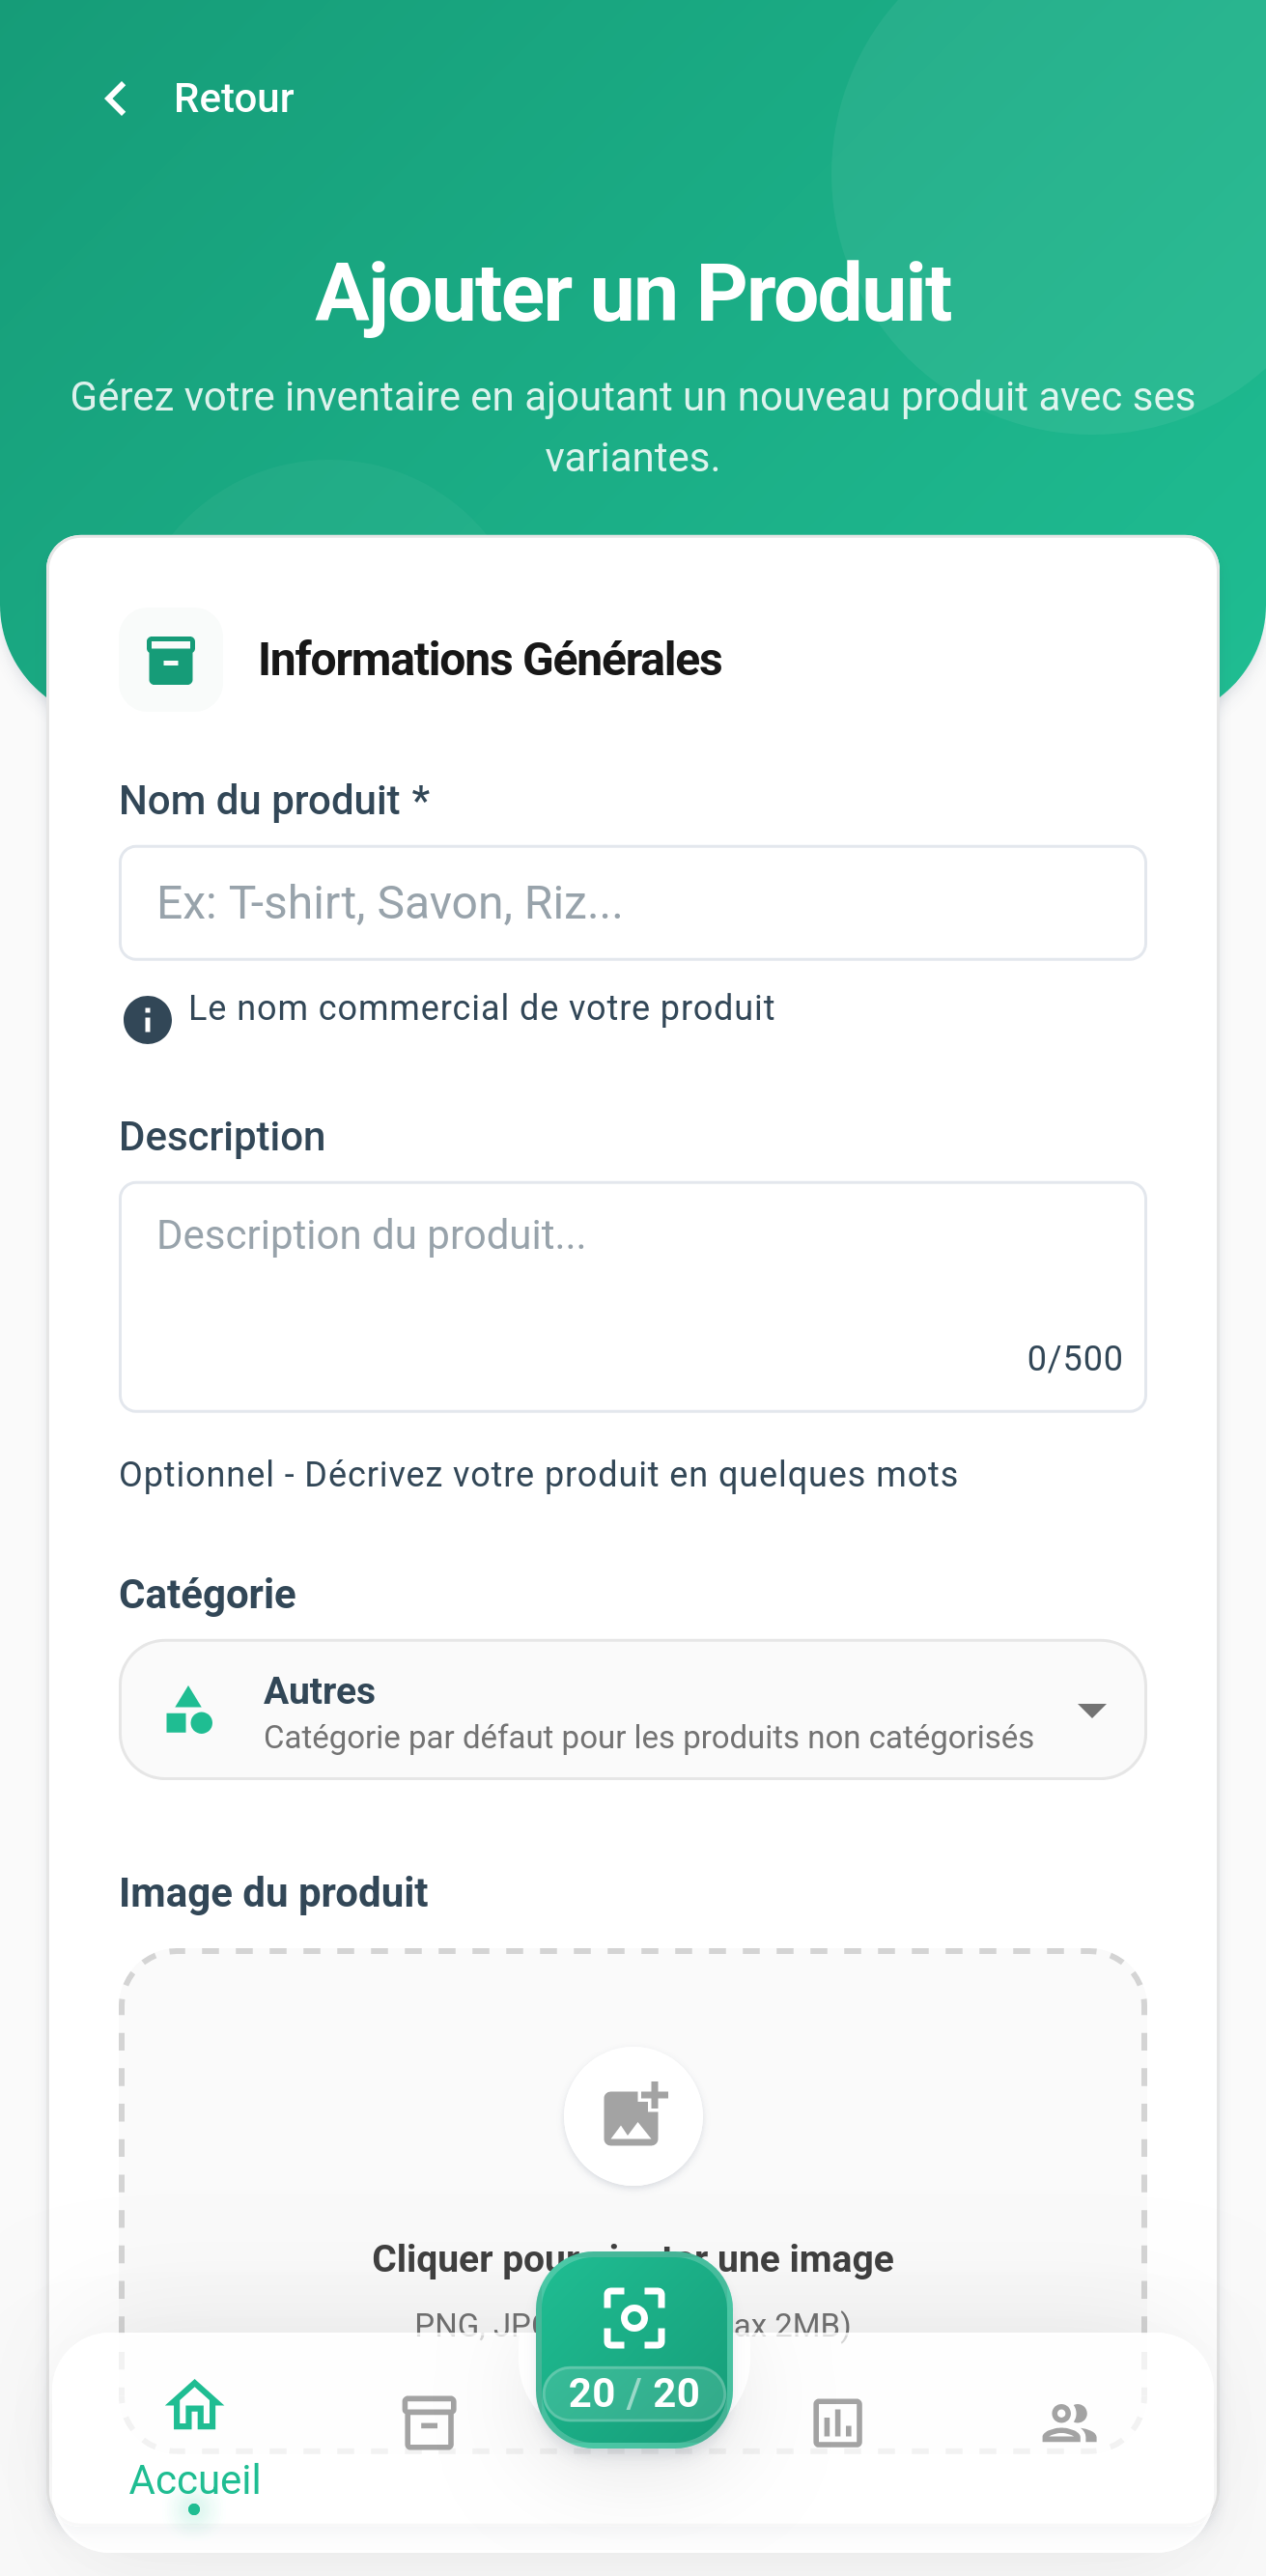 Retour
Ajouter un Produit
Gérez votre inventaire en ajoutant un nouveau produit avec ses
variantes.
Informations Générales
Nom du produit *
Ex: T-shirt, Savon, Riz...
Le nom commercial de votre produit
Description
Description du produit...
0/500
Optionnel - Décrivez votre produit en quelques mots
Catégorie
Autres
Catégorie par défaut pour les produits non catégorisés
Image du produit
Cliquer pour ajouter une image
PNG, 2MB)
20 / 20
Accueil